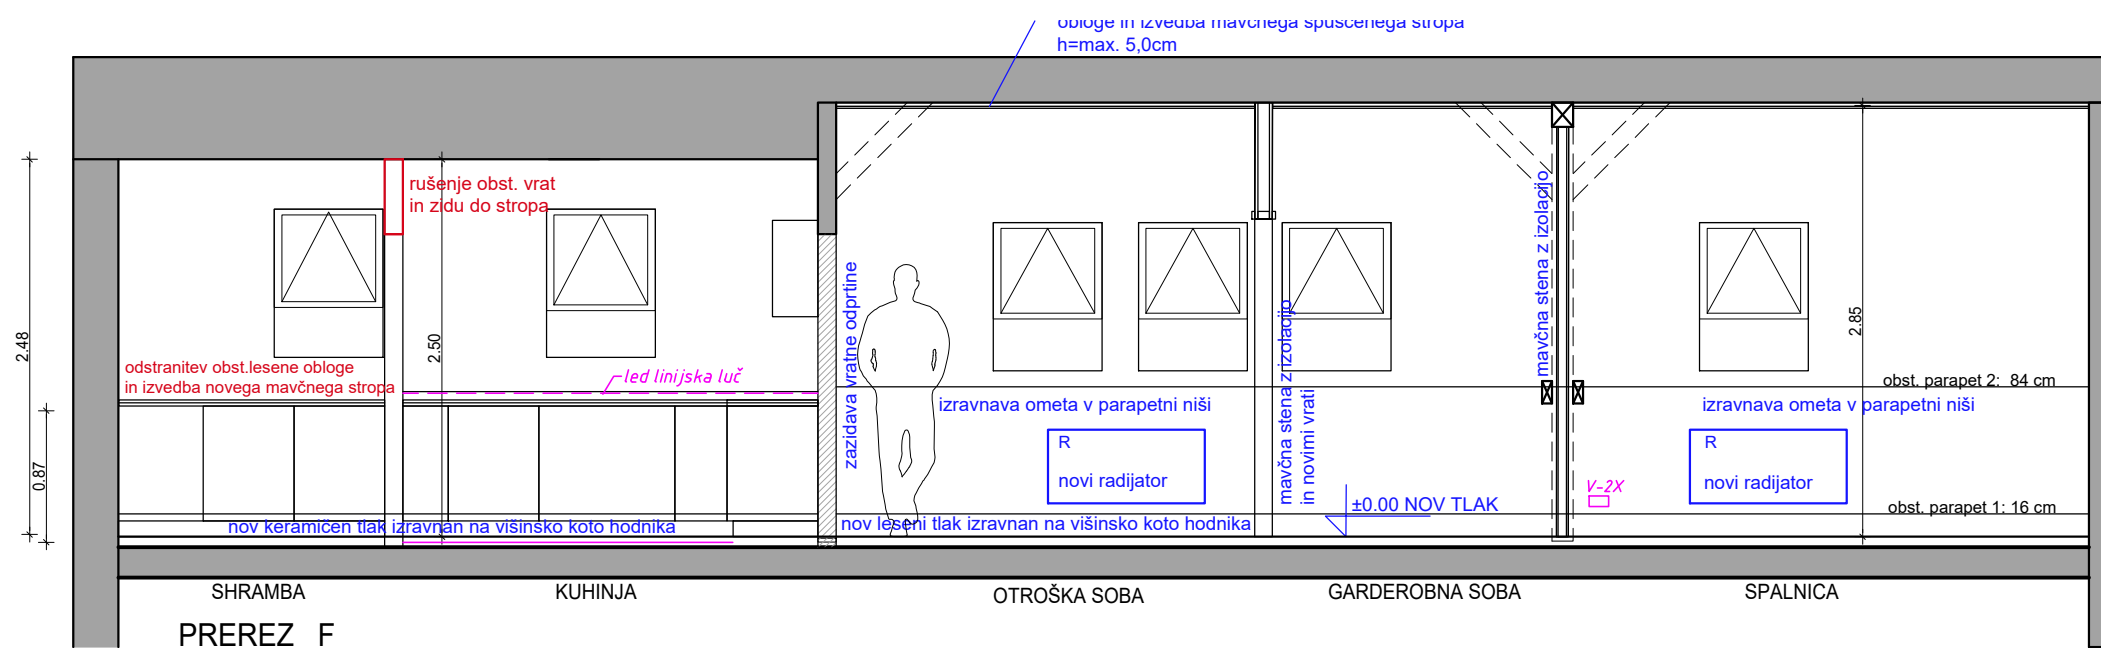 obloge in izvedba mavčnega spuščenega stropa
h=max. 5,0cm
rušenje obst. vrat
in zidu do stropa
2.48
2.50
0.87
2.85
odstranitev obst.lesene obloge
in izvedba novega mavčnega stropa
led linijska luč
zazidava vratne odprtine
mavčna stena z izolacijo
in novimi vrati
mavčna stena z izolacijo
obst. parapet 2: 84 cm
izravnava ometa v parapetni niši
izravnava ometa v parapetni niši
R
novi radijator
R
novi radijator
V-2X
±0.00 NOV TLAK
obst. parapet 1: 16 cm
nov keramičen tlak izravnan na višinsko koto hodnika
nov leseni tlak izravnan na višinsko koto hodnika
SHRAMBA
KUHINJA
OTROŠKA SOBA
GARDEROBNA SOBA
SPALNICA
PREREZ F